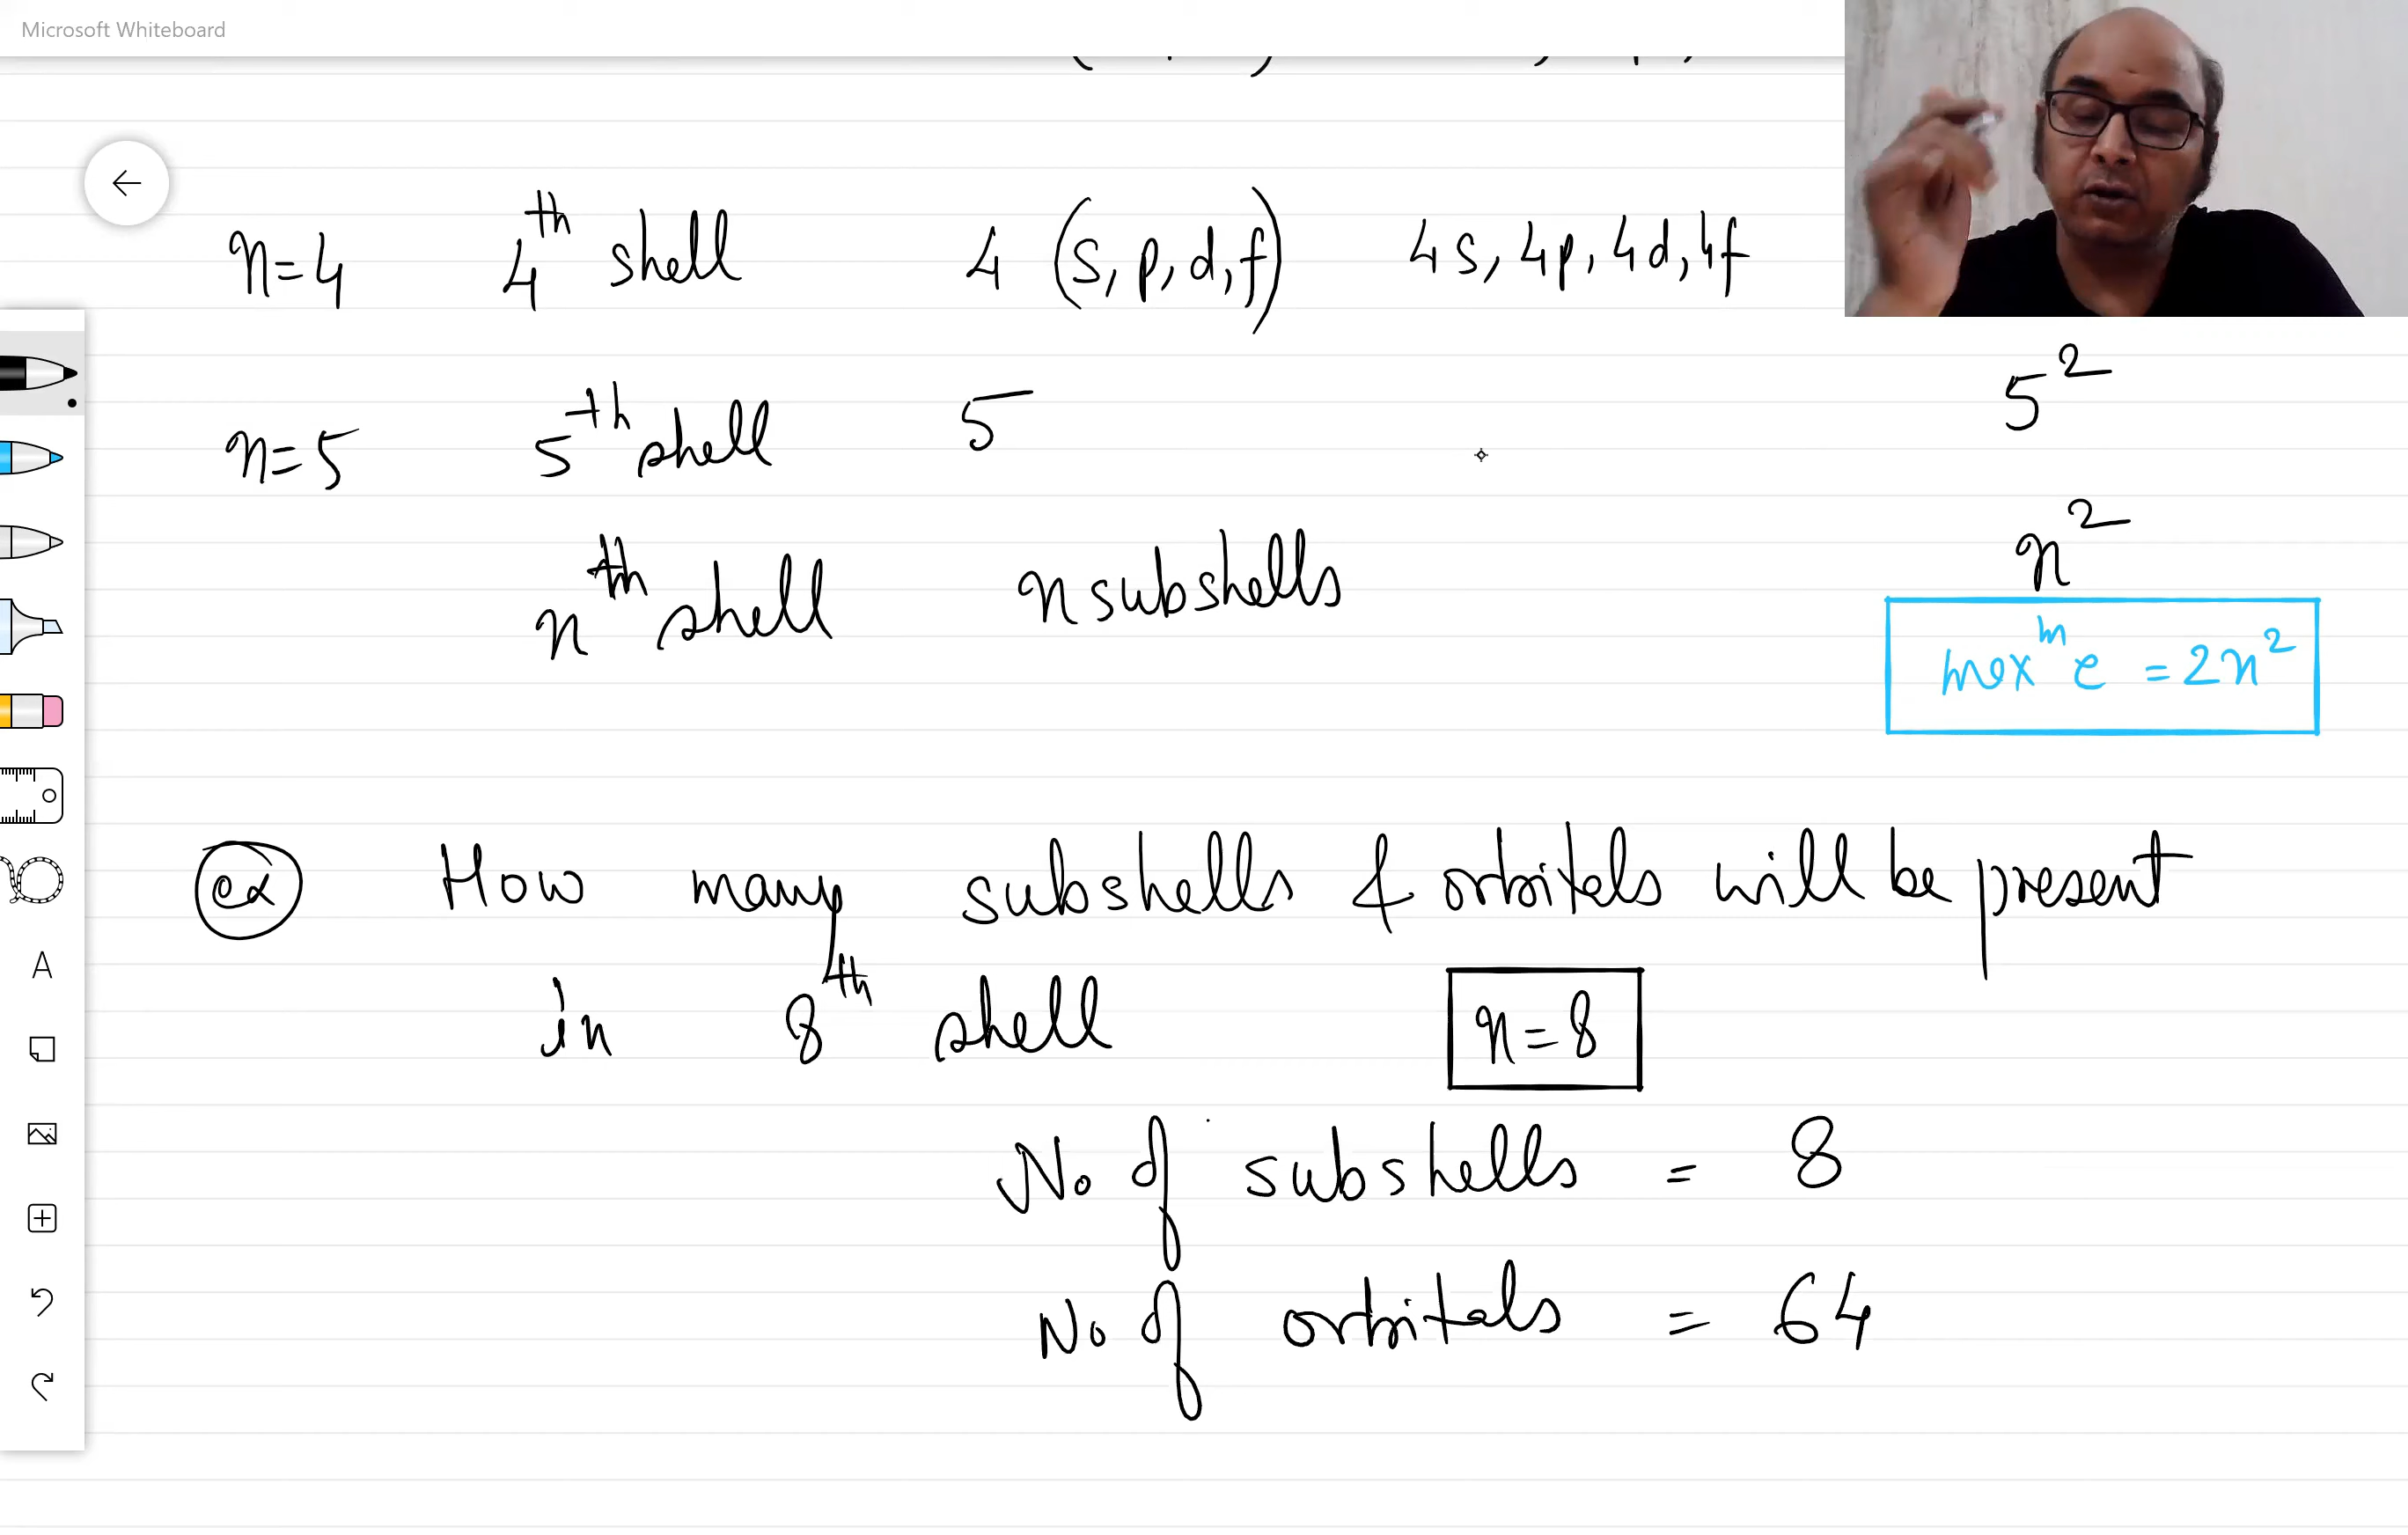 Microsoft Whiteboard
n=4 4th shell 4 (s, p, d, f) 4s, 4p, 4d, 4f
n=5 5th shell 5 5²
nth shell n subshells n²
maxᵐ e = 2n²
ex How many subshells & orbitals will be present
in 8th shell n=8
No of subshells = 8
No of orbitals = 64
A